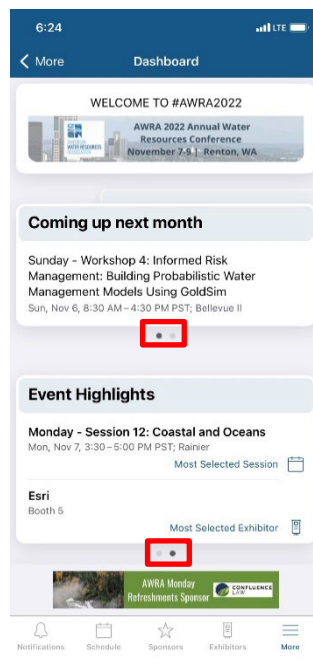 6:24
LTE
More
Dashboard
WELCOME TO #AWRA2022
AWRA 2022 Annual Water
Resources Conference
November 7-9 | Renton, WA
Coming up next month
Sunday - Workshop 4: Informed Risk
Management: Building Probabilistic Water
Management Models Using GoldSim
Sun, Nov 6, 8:30 AM – 4:30 PM PST; Bellevue II
Event Highlights
Monday - Session 12: Coastal and Oceans
Mon, Nov 7, 3:30 – 5:00 PM PST; Rainier
Most Selected Session
Esri
Booth 5
Most Selected Exhibitor
AWRA Monday
Refreshments Sponsor
CONFLUENCE
LAW
Notifications
Schedule
Sponsors
Exhibitors
More